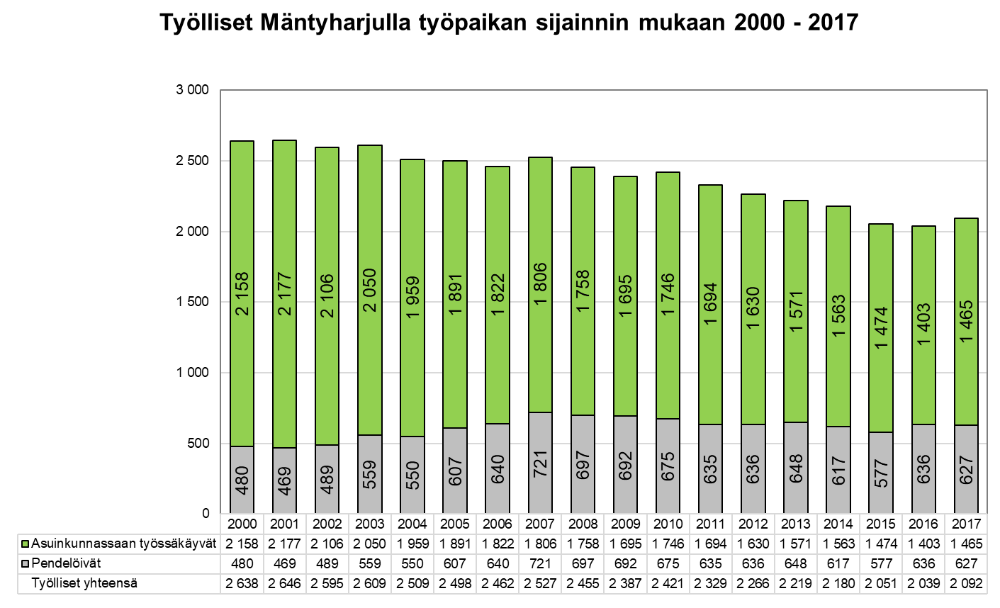 Työlliset Mäntyharjulla työpaikan sijainnin mukaan 2000 - 2017
3 000
2 500
2 000
1 500
1 000
500
0
2 158 2 177 2 106 2 050 1 959 1 891 1 822 1 806 1 758 1 695 1 746 1 694 1 630 1 571 1 563 1 474 1 403 1 465
480 469 489 559 550 607 640 721 697 692 675 635 636 648 617 577 636 627
2000 2001 2002 2003 2004 2005 2006 2007 2008 2009 2010 2011 2012 2013 2014 2015 2016 2017
Asuinkunnassaan työssäkäyvät 2 158 2 177 2 106 2 050 1 959 1 891 1 822 1 806 1 758 1 695 1 746 1 694 1 630 1 571 1 563 1 474 1 403 1 465
Pendelöivät 480 469 489 559 550 607 640 721 697 692 675 635 636 648 617 577 636 627
Työlliset yhteensä 2 638 2 646 2 595 2 609 2 509 2 498 2 462 2 527 2 455 2 387 2 421 2 329 2 266 2 219 2 180 2 051 2 039 2 092